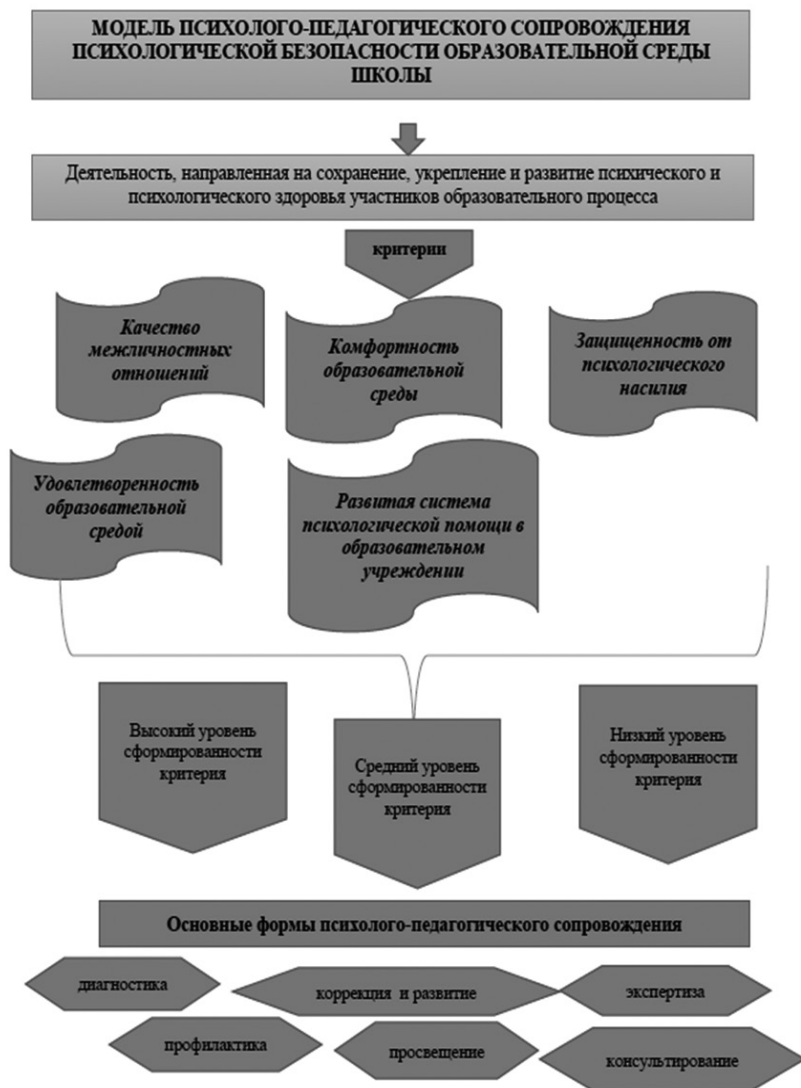 МОДЕЛЬ ПСИХОЛОГО-ПЕДАГОГИЧЕСКОГО СОПРОВОЖДЕНИЯ
ПСИХОЛОГИЧЕСКОЙ БЕЗОПАСНОСТИ ОБРАЗОВАТЕЛЬНОЙ СРЕДЫ
ШКОЛЫ
Деятельность, направленная на сохранение, укрепление и развитие психического и
психологического здоровья участников образовательного процесса
критерии
Качество
межличностных
отношений
Комфортность
образовательной
среды
Защищенность от
психологического
насилия
Удовлетворенность
образовательной
средой
Развитая система
психологической помощи в
образовательном
учреждении
Высокий уровень
сформированности
критерия
Средний уровень
сформированности
критерия
Низкий уровень
сформированности
критерия
Основные формы психолого-педагогического сопровождения
диагностика
коррекция и развитие
экспертиза
профилактика
просвещение
консультирование